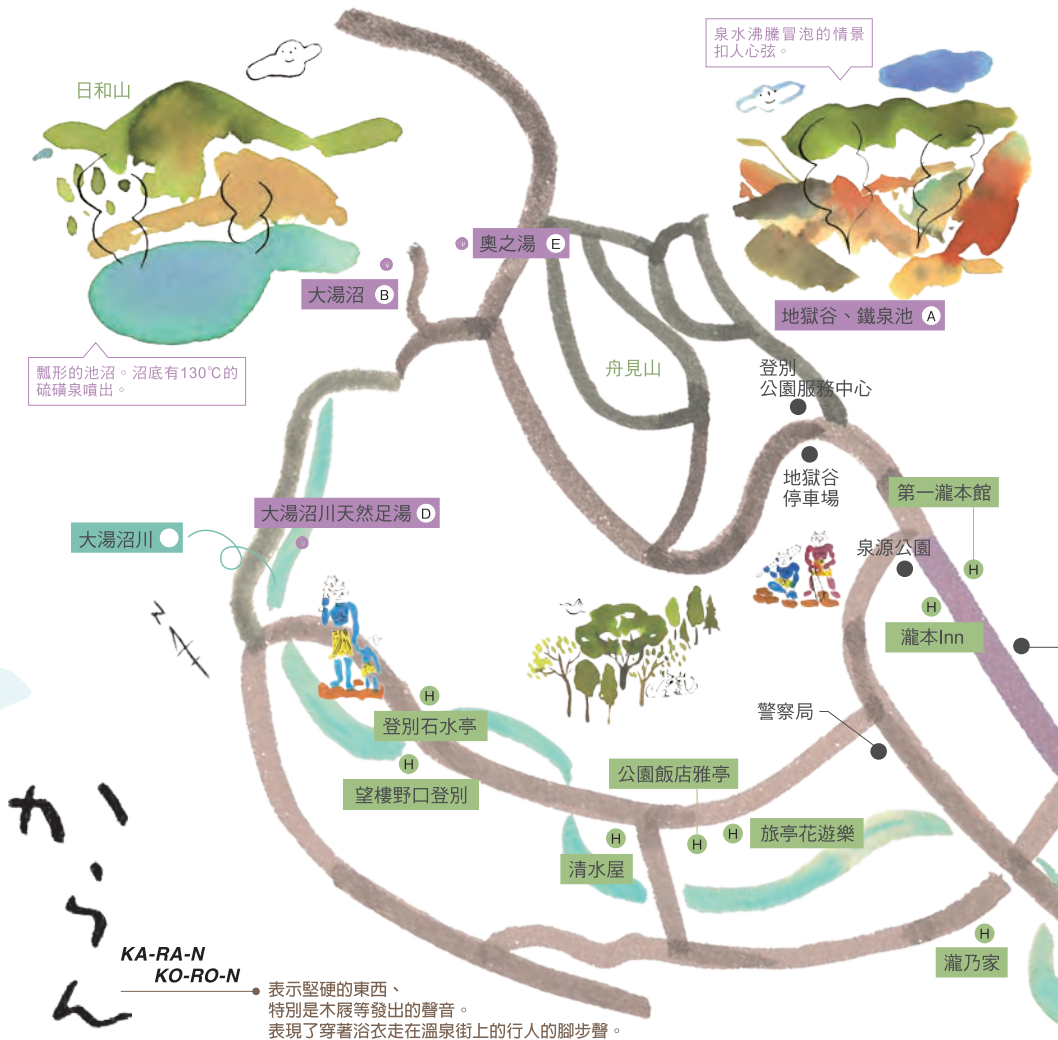 泉水沸騰冒泡的情景
扣人心弦。
日和山
奧之湯 E
大湯沼 B
地獄谷、鐵泉池 A
瓢形的池沼。沼底有130℃的
硫磺泉噴出。
舟見山
登別
公園服務中心
地獄谷
停車場
第一瀧本館
大湯沼川天然足湯 D
大湯沼川
泉源公園
H
H
瀧本Inn
N
H
登別石水亭
警察局
H
望樓野口登別
公園飯店雅亭
H
清水屋
H
H
旅亭花遊樂
H
瀧乃家
からん
KA-RA-N
KO-RO-N
表示堅硬的東西、
特別是木屐等發出的聲音。
表現了穿著浴衣走在溫泉街上的行人的腳步聲。